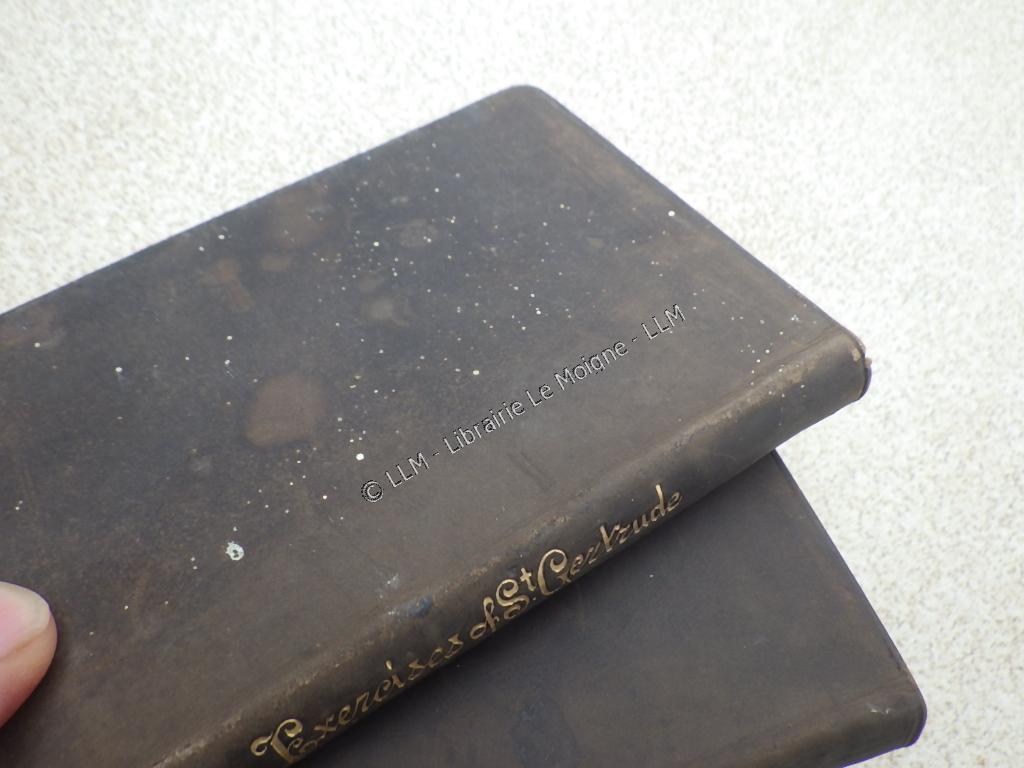 © LLM - Librairie Le Moigne - LLM
Exercises of St. Gertrude